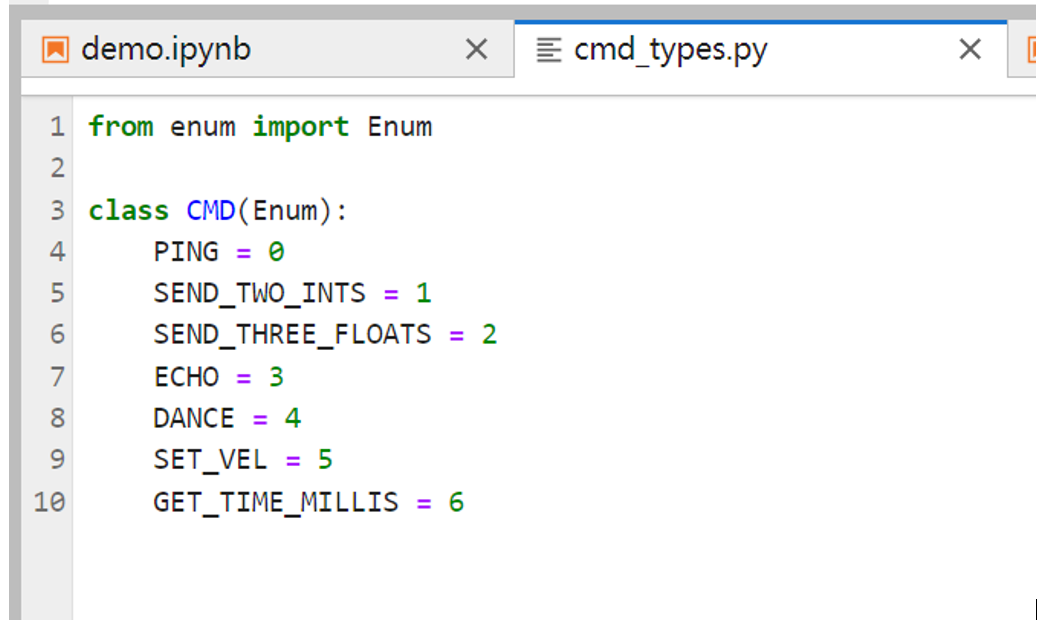 demo.ipynb
cmd_types.py
1 from enum import Enum
2
3 class CMD(Enum):
4     PING = 0
5     SEND_TWO_INTS = 1
6     SEND_THREE_FLOATS = 2
7     ECHO = 3
8     DANCE = 4
9     SET_VEL = 5
10     GET_TIME_MILLIS = 6